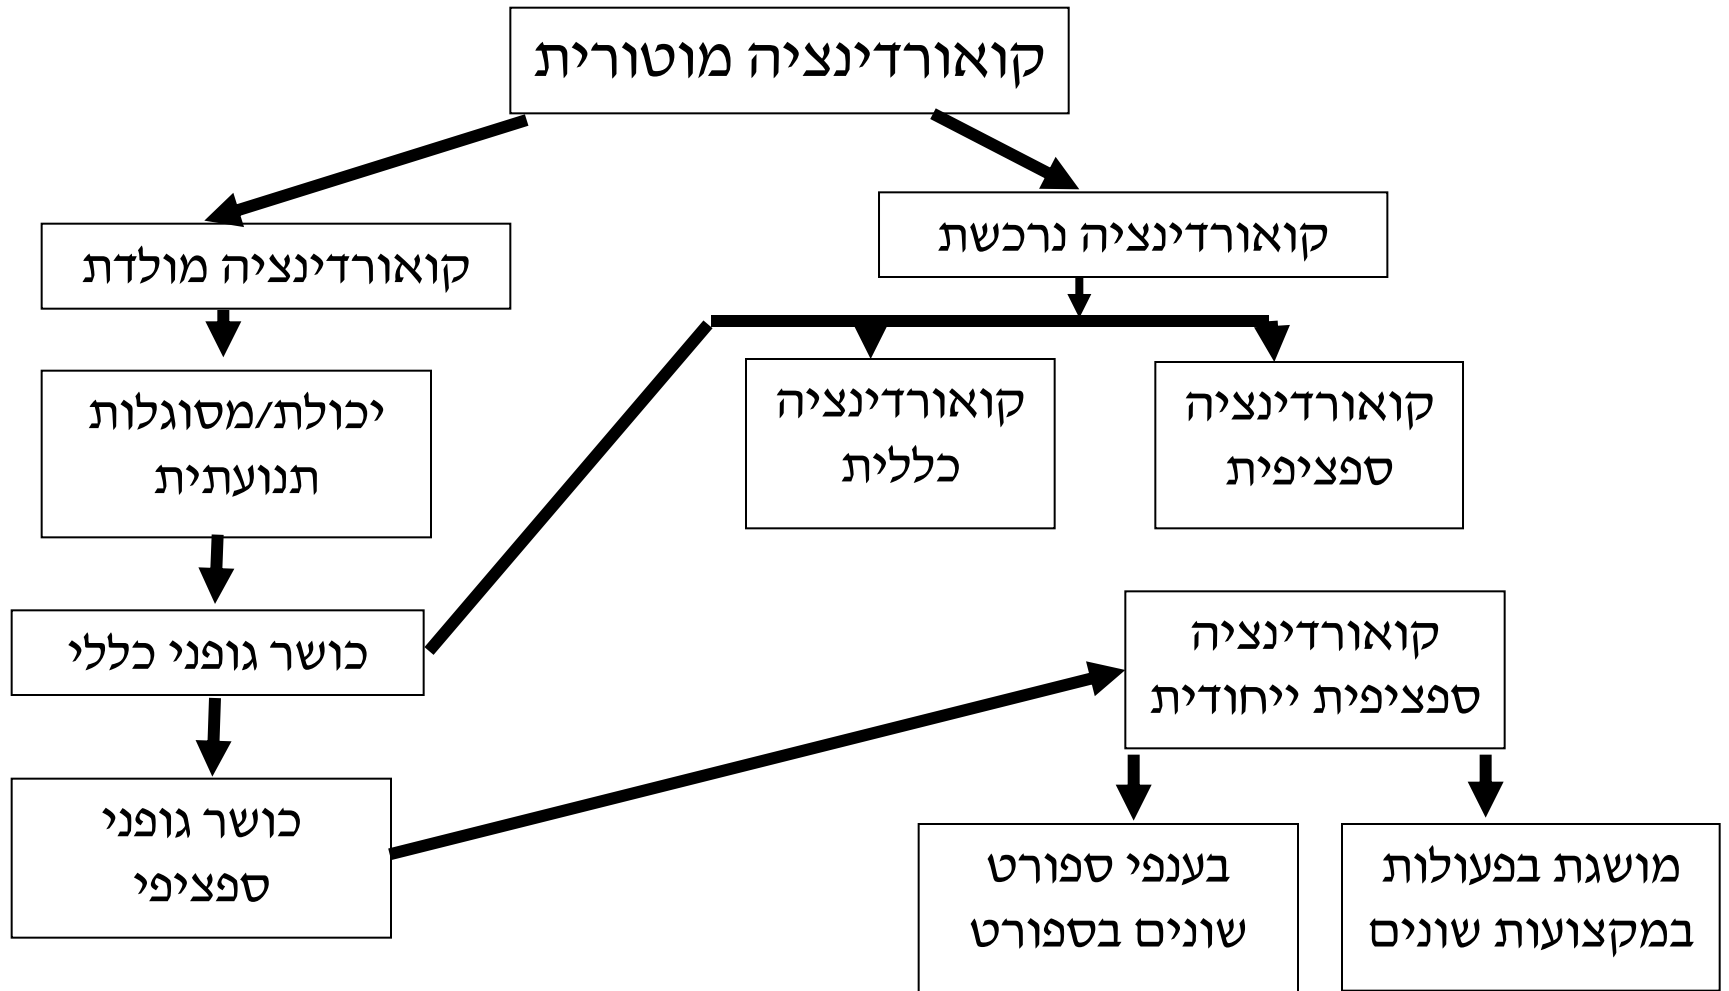 קואורדינציה מוטורית
קואורדינציה נרכשת
קואורדינציה מולדת
קואורדינציה
ספציפית
קואורדינציה
כללית
יכולת/מסוגלות
תנועתית
קואורדינציה
ספציפית ייחודית
כושר גופני כללי
כושר גופני
ספציפי
מושגת בפעולות
במקצועות שונים
בענפי ספורט
שונים בספורט